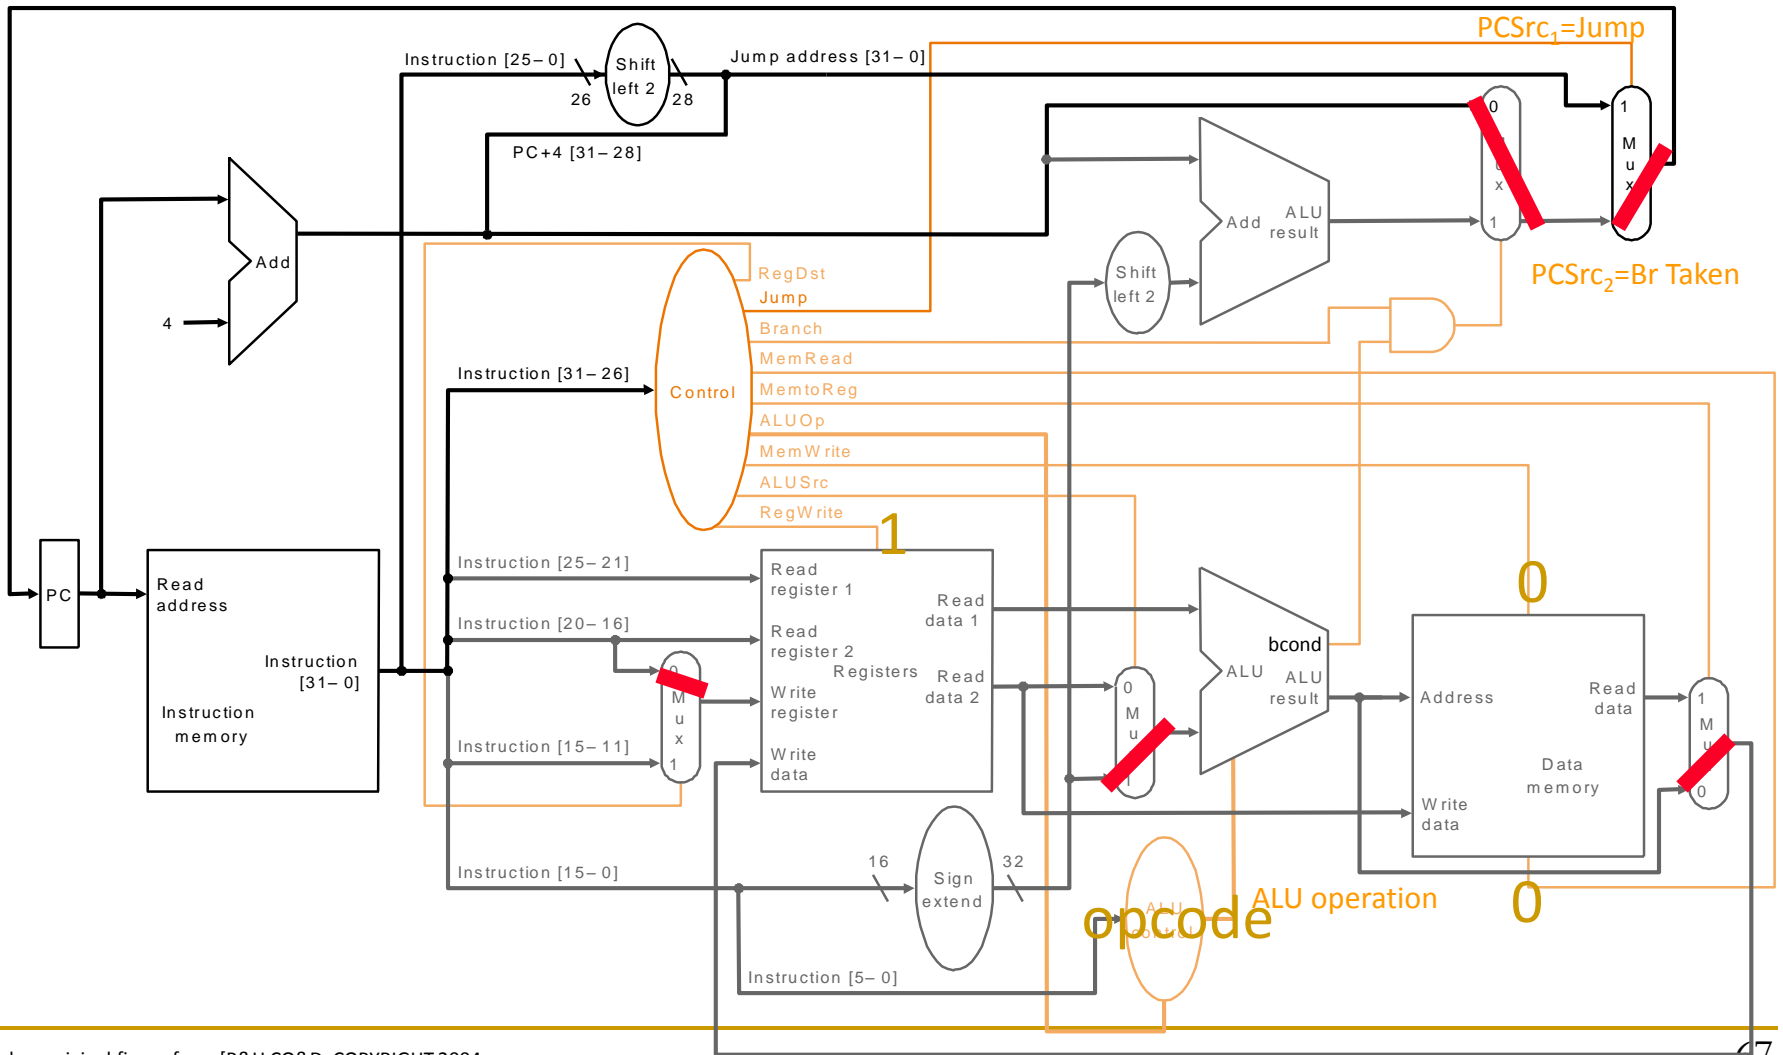 PCSrc1=Jump
Instruction [25–0]
Shift
left 2
Jump address [31–0]
26
28
PC+4 [31–28]
0
x
1
1
M
u
x
Add
ALU
result
Add
4
Shift
left 2
PCSrc2=Br Taken
RegDst
Jump
Branch
MemRead
MemtoReg
ALUOp
MemWrite
ALUSrc
RegWrite
Instruction [31–26]
Control
1
PC
Read
address
Instruction
[31–0]
Instruction
memory
Instruction [25–21]
Instruction [20–16]
Instruction [15–11]
Instruction [15–0]
Instruction [5–0]
0
M
u
x
1
Read
register 1
Read
register 2
Write
register
Write
data
Registers
Read
data 1
Read
data 2
0
M
u
bcond
ALU
ALU
result
0
Address
Read
data
Data
memory
Write
data
1
M
u
0
0
16
32
Sign
extend
ALU
control
opcode
ALU operation
67